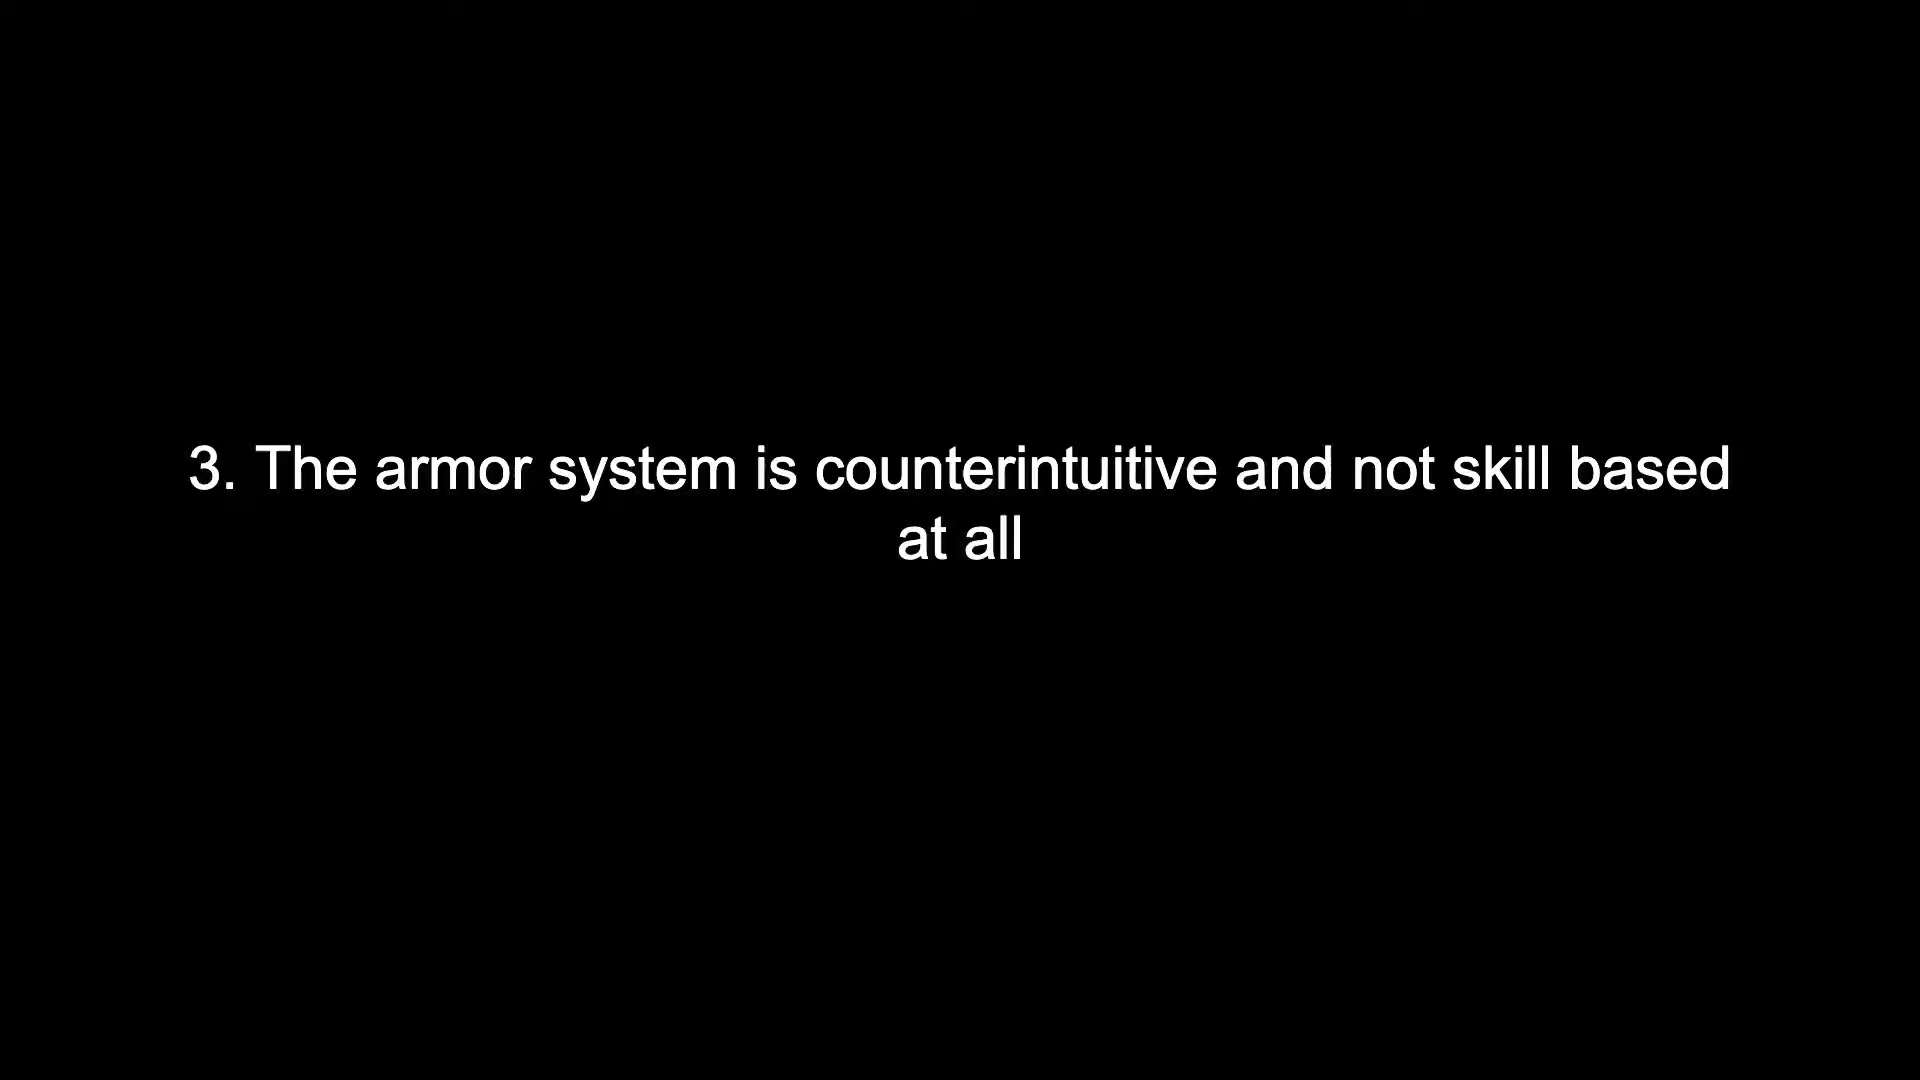 3. The armor system is counterintuitive and not skill based
at all